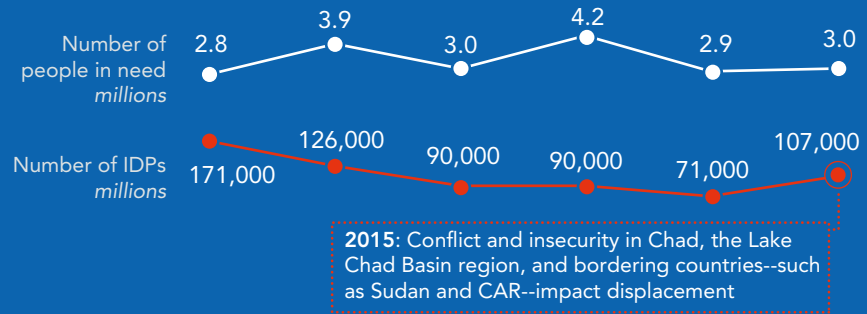 Number of
people in need
millions
2.8
3.9
3.0
4.2
2.9
3.0
Number of IDPs
millions
171,000
126,000
90,000
90,000
71,000
107,000
2015: Conflict and insecurity in Chad, the Lake
Chad Basin region, and bordering countries--such
as Sudan and CAR--impact displacement